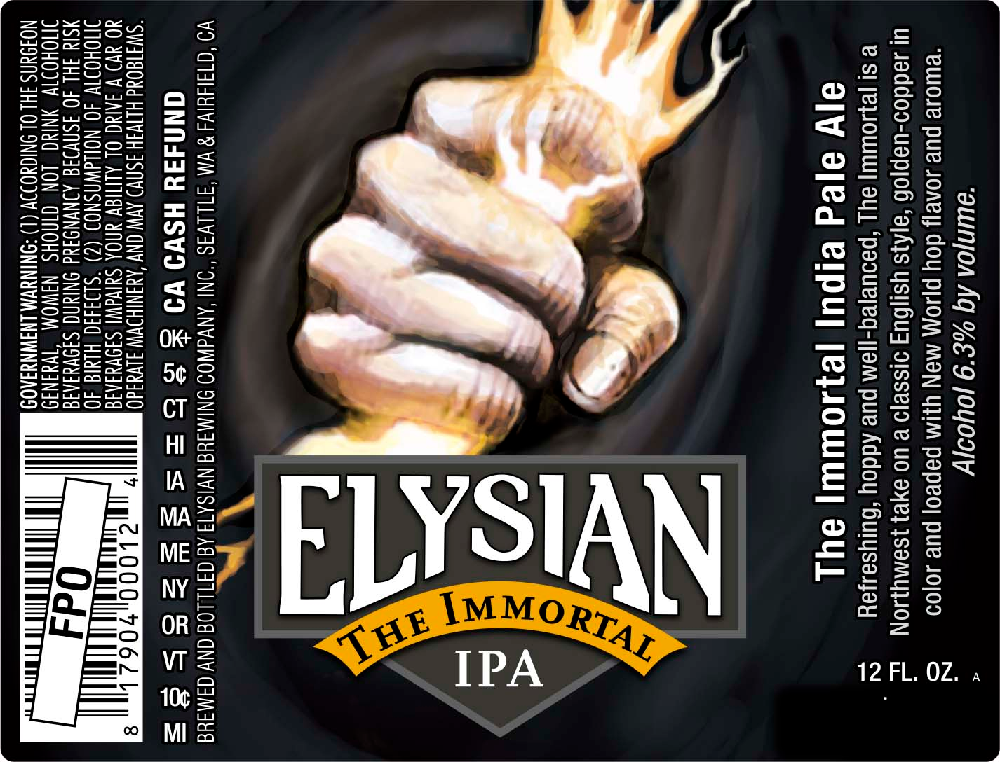 GOVERNMENT WARNING: (1) ACCORDING TO THE SURGEON
GENERAL, WOMEN SHOULD NOT DRINK ALCOHOLIC
BEVERAGES DURING PREGNANCY BECAUSE OF THE RISK
OF BIRTH DEFECTS. (2) CONSUMPTION OF ALCOHOLIC
BEVERAGES IMPAIRS YOUR ABILITY TO DRIVE A CAR OR
OPERATE MACHINERY, AND MAY CAUSE HEALTH PROBLEMS.
FPO
8 17904 00012 4
CA CASH REFUND
OK+
5¢
CT
HI
IA
MA
ME
NY
OR
VT
10¢
MI
BREWED AND BOTTLED BY ELYSIAN BREWING COMPANY, INC., SEATTLE, WA & FAIRFIELD, CA
ELYSIAN
THE IMMORTAL
IPA
The Immortal India Pale Ale
Refreshing, hoppy and well-balanced, The Immortal is a
Northwest take on a classic English style, golden-copper in
color and loaded with New World hop flavor and aroma.
Alcohol 6.3% by volume.
12 FL. OZ. A